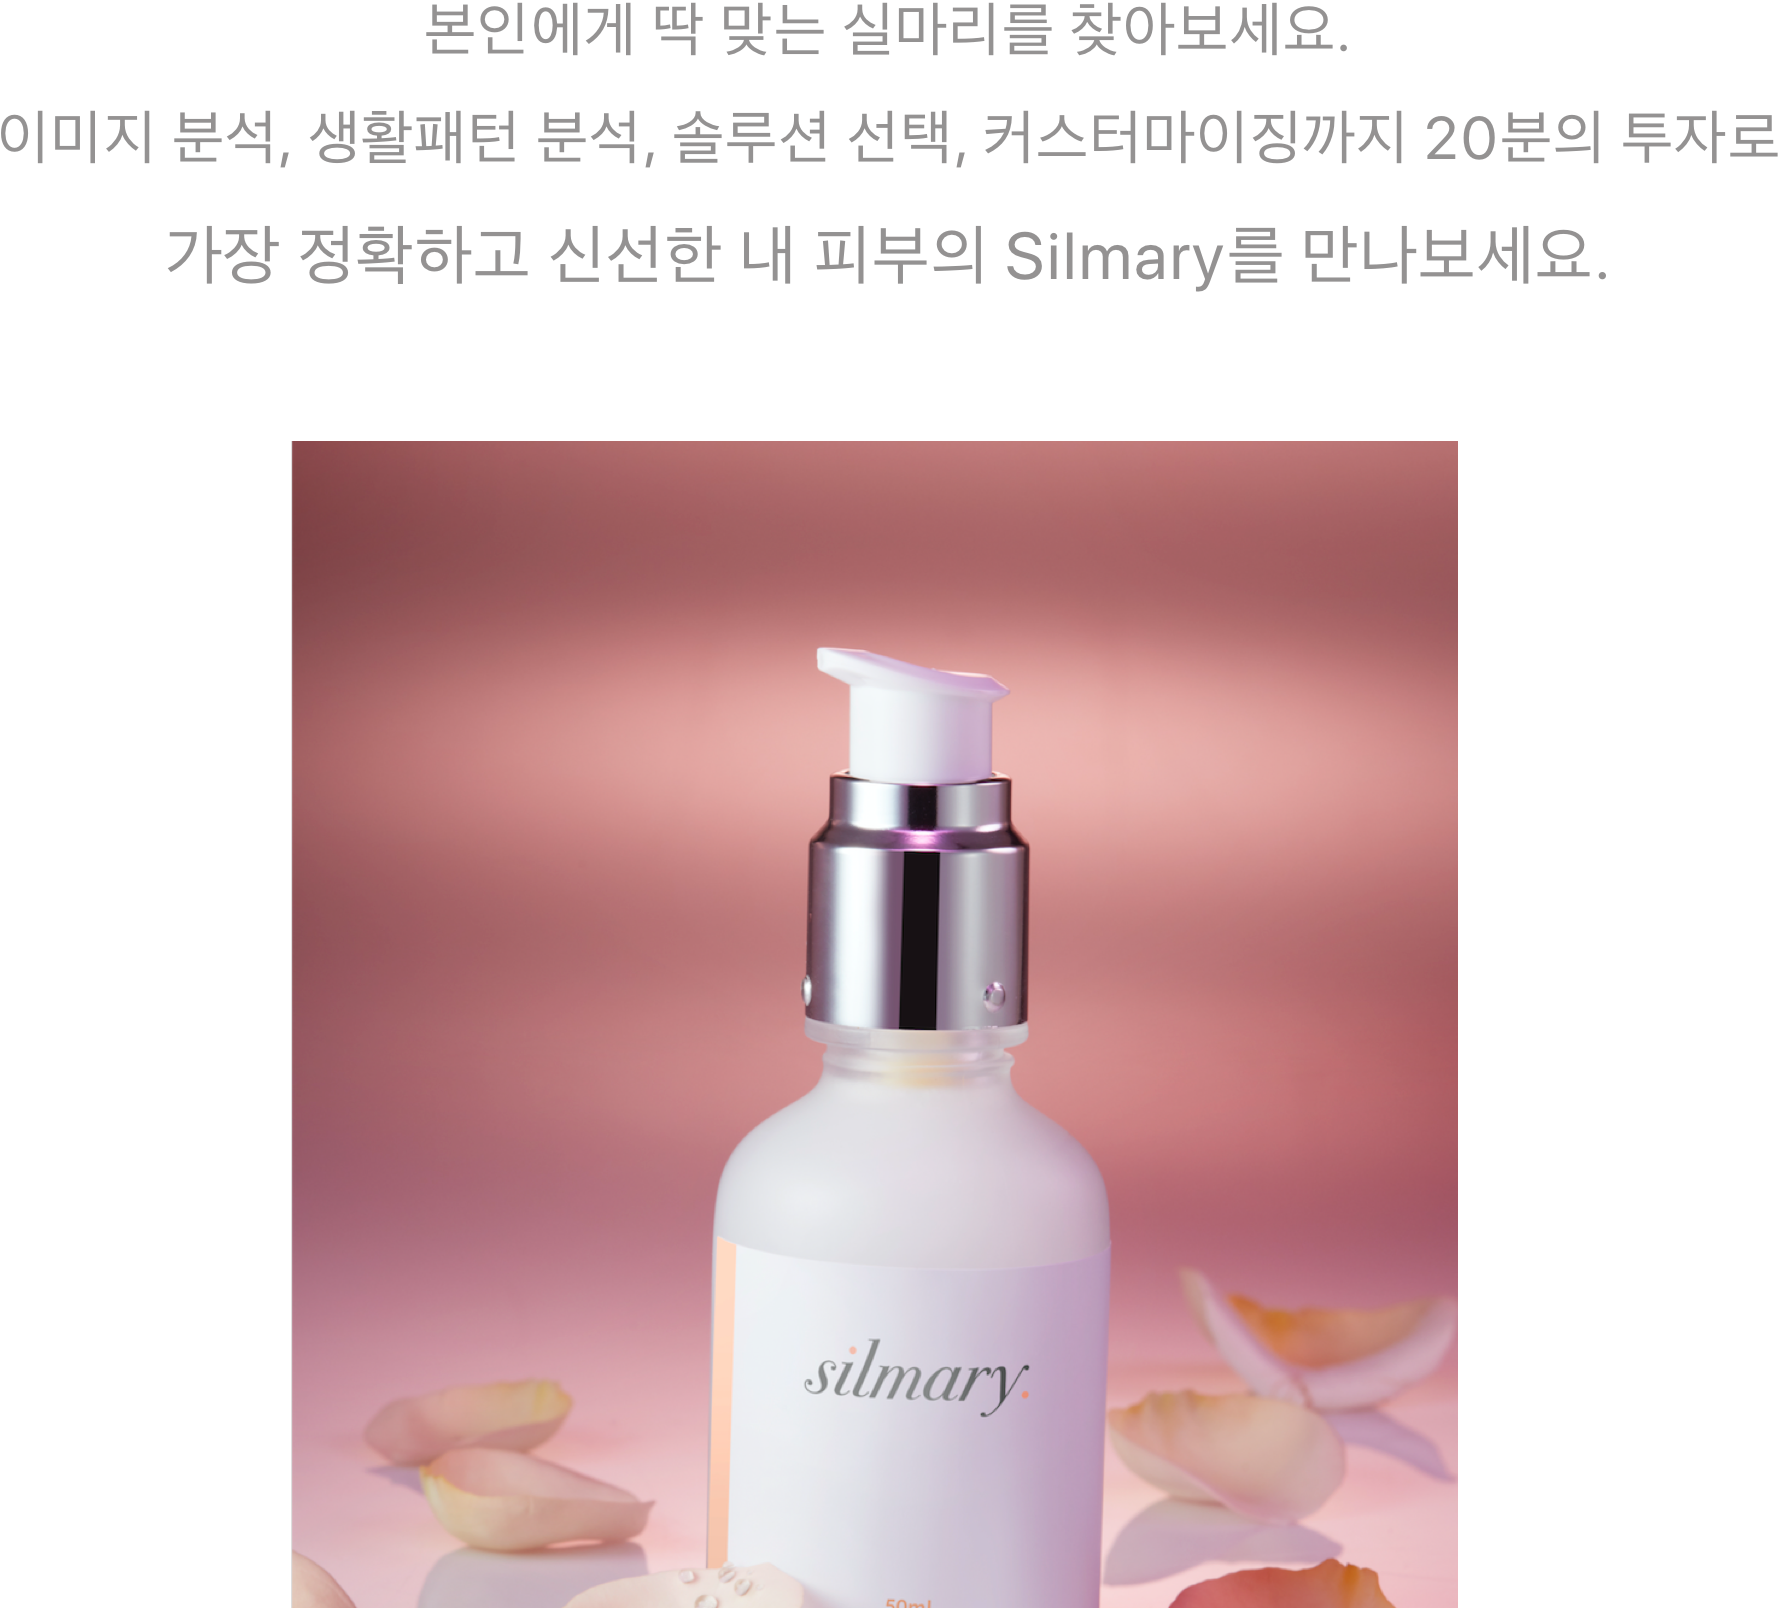 본인에게 딱 맞는 실마리를 찾아보세요.
이미지 분석, 생활패턴 분석, 솔루션 선택, 커스터마이징까지 20분의 투자로
가장 정확하고 신선한 내 피부의 Silmary를 만나보세요.
silmary.
50ml